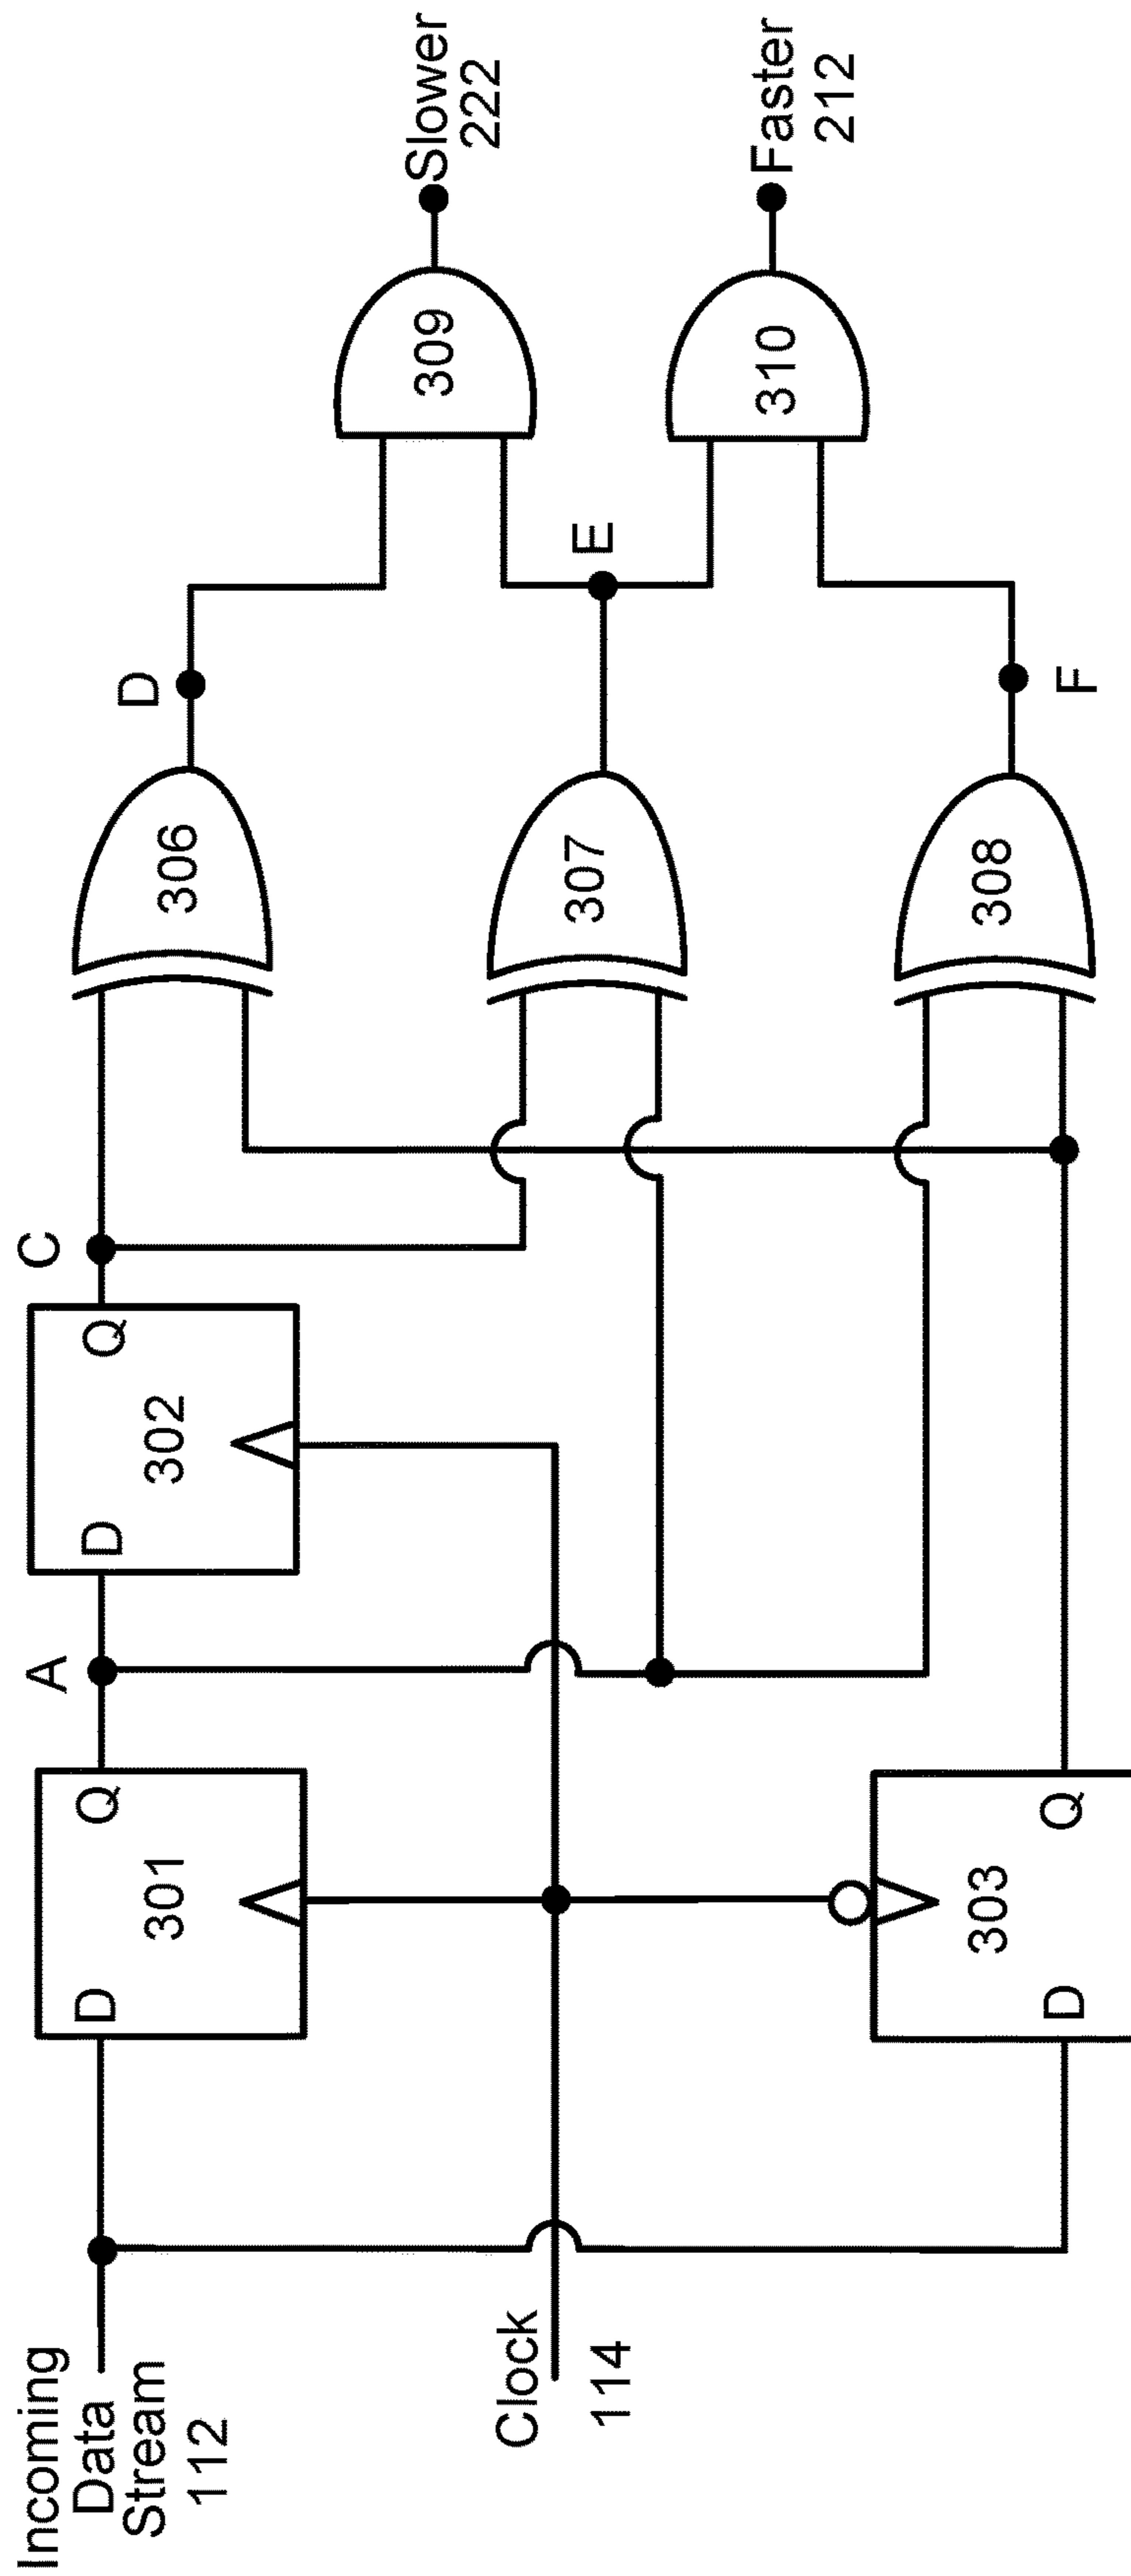 Incoming
Data
Stream
112
Clock
114
D
Q
301
A
D
Q
302
C
D
Q
303
306
307
308
D
E
F
309
310
Slower
222
Faster
212